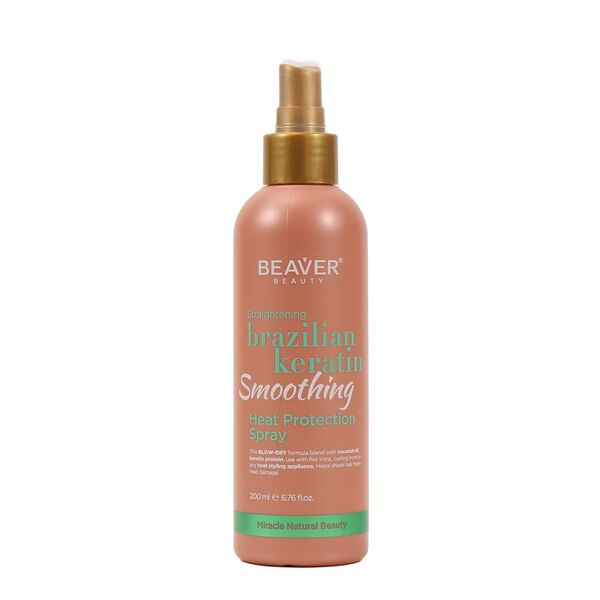 BEAVER®
BEAUTY
Straightening
brazilian
keratin
Smoothing
Heat Protection
Spray
This BLOW-DRY formula blend with coconut oil,
keratin protein, use with flat irons, curling irons or
any heat styling appliance. Helps shield hair from
heat damage.
200 ml ℮ 6.76 fl.oz.
Miracle Natural Beauty